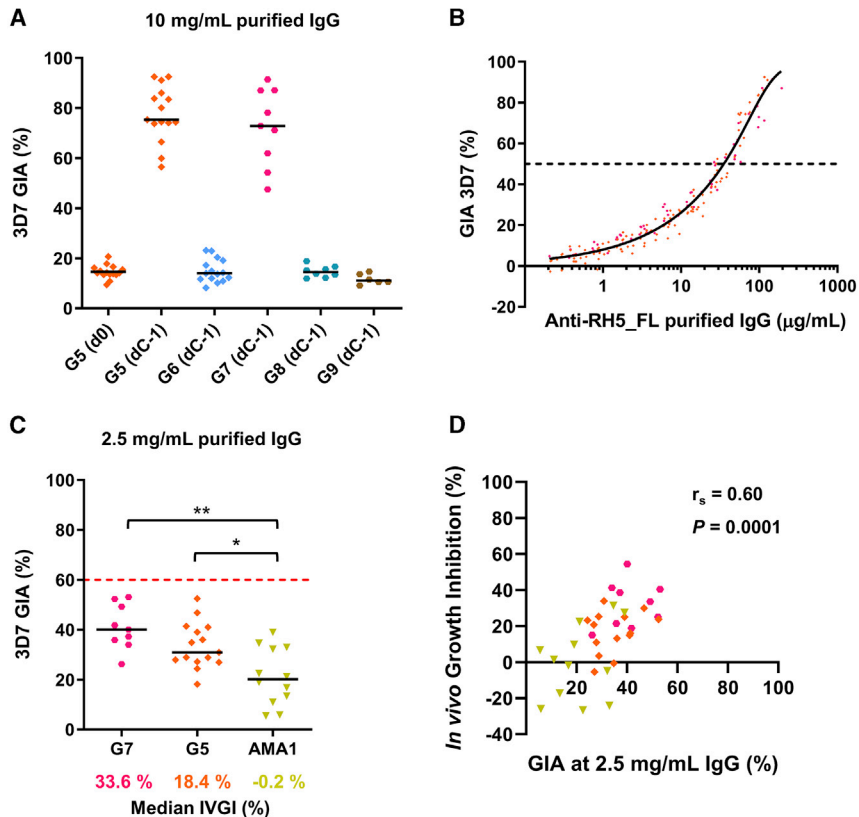 A
10 mg/mL purified IgG
3D7 GIA (%)
100
80
60
40
20
0
G5 (d0)
G5 (dC-1)
G6 (dC-1)
G7 (dC-1)
G8 (dC-1)
G9 (dC-1)
B
GIA 3D7 (%)
100
80
60
40
20
0
-20
1
10
100
1000
Anti-RH5_FL purified IgG (μg/mL)
C
2.5 mg/mL purified IgG
3D7 GIA (%)
100
80
60
40
20
0
**
*
G7
G5
AMA1
33.6 %
18.4 %
-0.2 %
Median IVGI (%)
D
In vivo Growth Inhibition (%)
100
80
60
40
20
0
-20
-40
rs = 0.60
P = 0.0001
20
40
60
80
100
GIA at 2.5 mg/mL IgG (%)